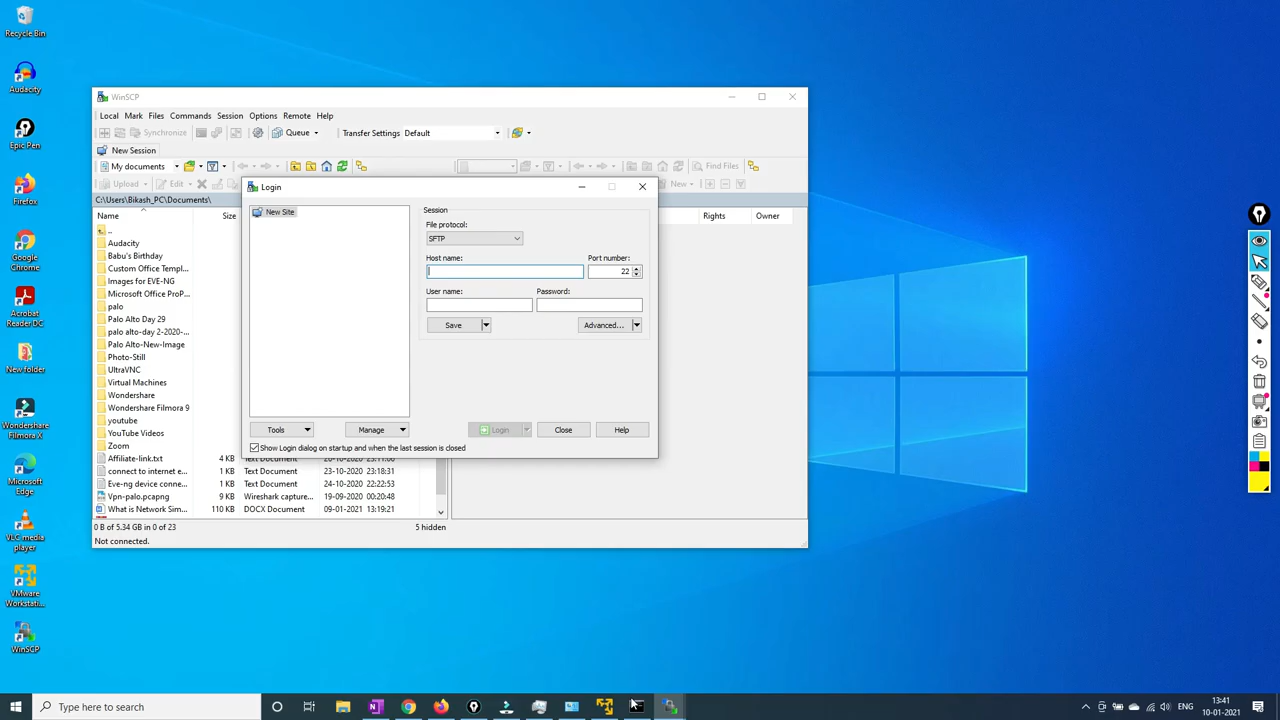 Recycle Bin
Audacity
Epic Pen
Firefox
Google
Chrome
Acrobat
Reader DC
New folder
Wondershare
Filmora X
Microsoft
Edge
VLC media
player
VMware
Workstati...
WinSCP
WinSCP
Local Mark Files Commands Session Options Remote Help
Synchronize Queue Transfer Settings Default
New Session
My documents Find Files
Upload Edit New
C:\Users\Bikash_PC\Documents\
Name Size Rights Owner
..
Audacity
Babu's Birthday
Custom Office Templ...
Images for EVE-NG
Microsoft Office ProP...
palo
Palo Alto Day 29
palo alto-day 2-2020-...
Palo Alto-New-Image
Photo-Still
UltraVNC
Virtual Machines
Wondershare
Wondershare Filmora 9
youtube
YouTube Videos
Zoom
Affiliate-link.txt 4 KB Text Document
connect to internet e... 1 KB Text Document 23-10-2020 23:18:31
Eve-ng device conne... 1 KB Text Document 24-10-2020 22:22:53
Vpn-palo.pcapng 9 KB Wireshark capture... 19-09-2020 00:20:48
What is Network Sim... 110 KB DOCX Document 09-01-2021 13:19:21
0 B of 5.34 GB in 0 of 23 5 hidden
Not connected.
Login
New Site
Session
File protocol:
SFTP
Host name: Port number:
22
User name: Password:
Save Advanced...
Tools Manage Login Close Help
Show Login dialog on startup and when the last session is closed
Type here to search
ENG
13:41
10-01-2021